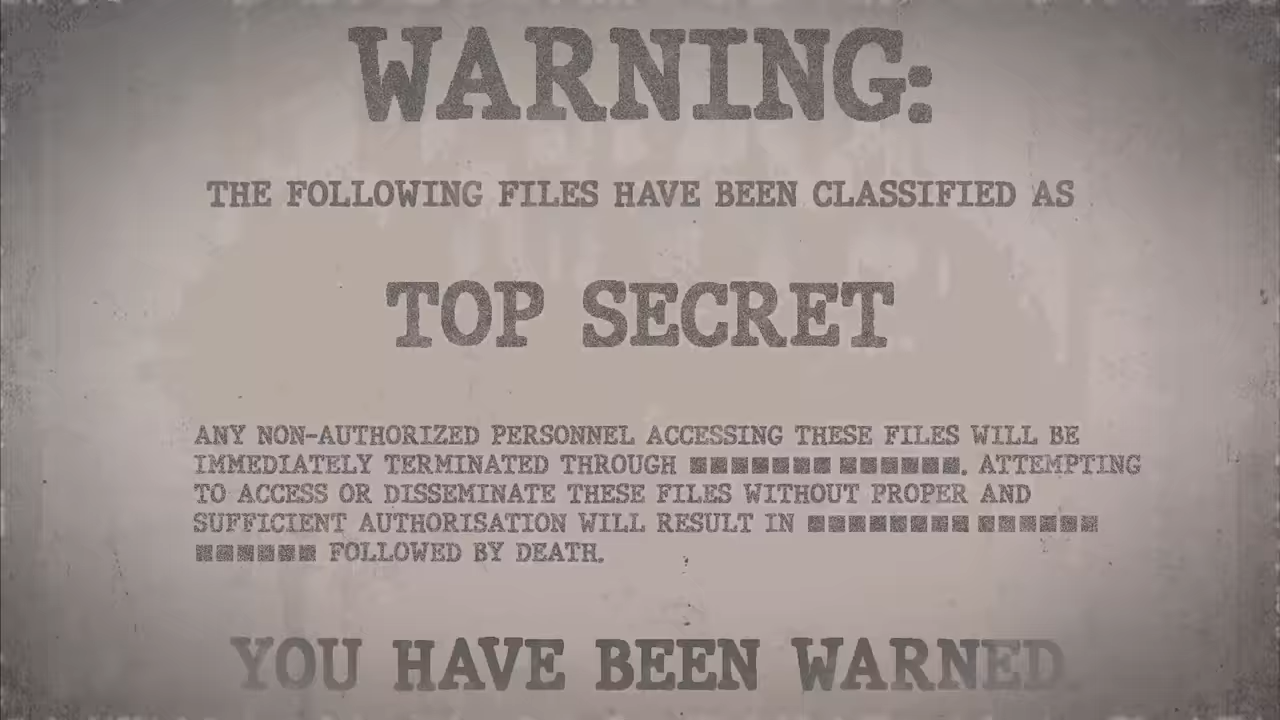 WARNING:
THE FOLLOWING FILES HAVE BEEN CLASSIFIED AS
TOP SECRET
ANY NON-AUTHORIZED PERSONNEL ACCESSING THESE FILES WILL BE
IMMEDIATELY TERMINATED THROUGH ■■■■■■■ ■■■■■■. ATTEMPTING
TO ACCESS OR DISSEMINATE THESE FILES WITHOUT PROPER AND
SUFFICIENT AUTHORISATION WILL RESULT IN ■■■■■■■■ ■■■■■■
■■■■■■ FOLLOWED BY DEATH.
YOU HAVE BEEN WARNED.